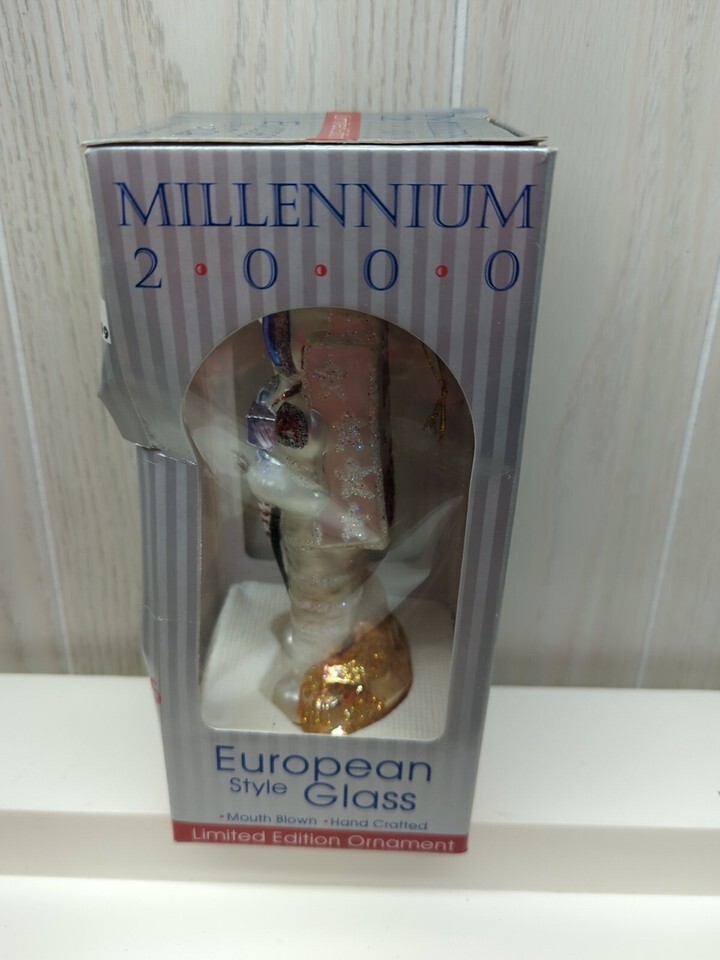 MILLENNIUM
2•0•0•0
European
Style Glass
•Mouth Blown •Hand Crafted
Limited Edition Ornament